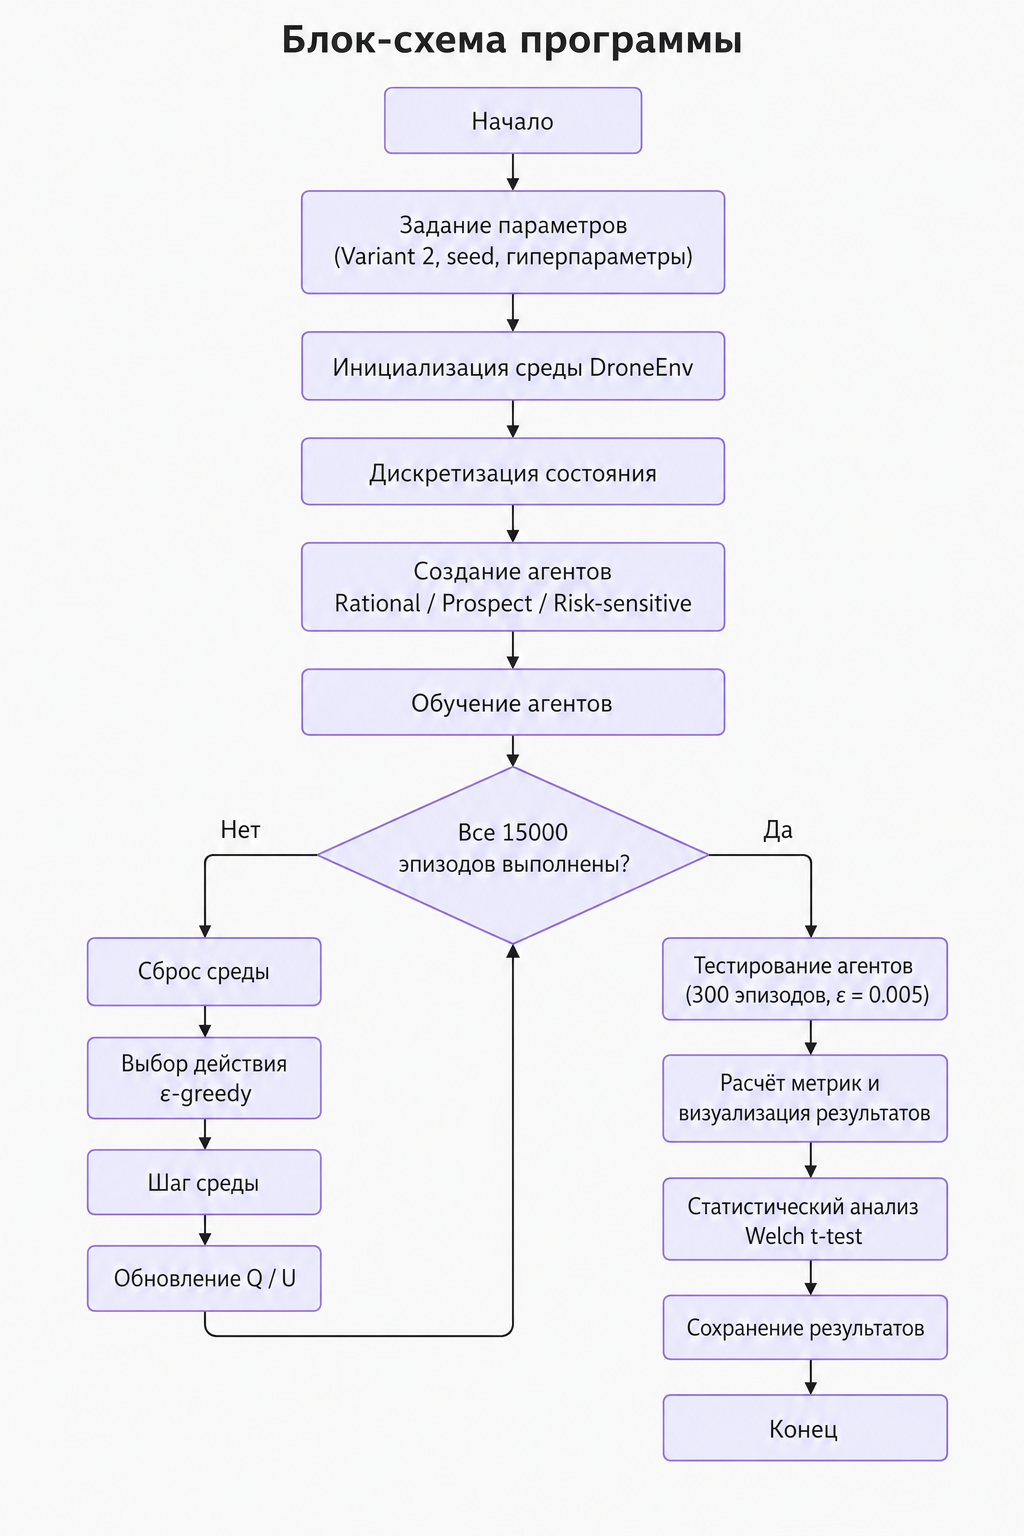 Блок-схема программы
Начало
Задание параметров
(Variant 2, seed, гиперпараметры)
Инициализация среды DroneEnv
Дискретизация состояния
Создание агентов
Rational / Prospect / Risk-sensitive
Обучение агентов
Все 15000
эпизодов выполнены?
Нет
Да
Сброс среды
Выбор действия
ε-greedy
Шаг среды
Обновление Q / U
Тестирование агентов
(300 эпизодов, ε = 0.005)
Расчёт метрик и
визуализация результатов
Статистический анализ
Welch t-test
Сохранение результатов
Конец